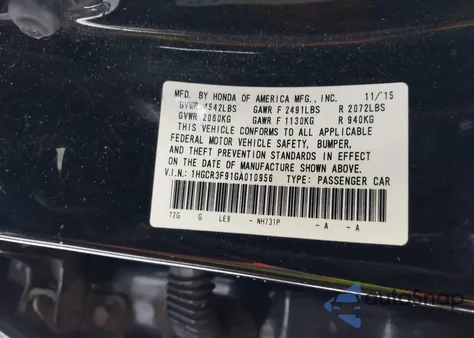 MFD. BY HONDA OF AMERICA MFG., INC. 11/15
GVWR 4542LBS GAWR F 2491LBS R 2072LBS
GVWR 2060KG GAWR F 1130KG R 940KG
THIS VEHICLE CONFORMS TO ALL APPLICABLE
FEDERAL MOTOR VEHICLE SAFETY, BUMPER,
AND THEFT PREVENTION STANDARDS IN EFFECT
ON THE DATE OF MANUFACTURE SHOWN ABOVE.
V.I.N.: 1HGCR3F91GA010956 TYPE: PASSENGER CAR
T2G G LE9 - NH731P - A - A
autoSnap